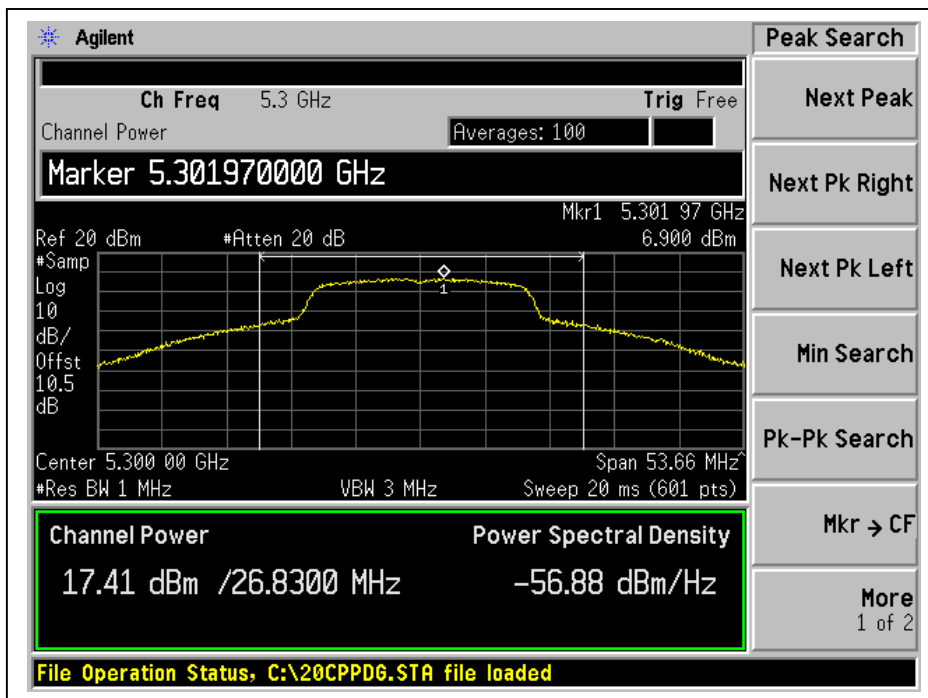 Agilent
Peak Search
Ch Freq 5.3 GHz Trig Free
Channel Power Averages: 100
Marker 5.301970000 GHz
Mkr1 5.301 97 GHz
Ref 20 dBm #Atten 20 dB 6.900 dBm
#Samp
Log
10
dB/
Offst
10.5
dB
1
Center 5.300 00 GHz Span 53.66 MHz^
#Res BW 1 MHz VBW 3 MHz Sweep 20 ms (601 pts)
Channel Power Power Spectral Density
17.41 dBm /26.8300 MHz -56.88 dBm/Hz
File Operation Status, C:\20CPPDG.STA file loaded
Next Peak
Next Pk Right
Next Pk Left
Min Search
Pk-Pk Search
Mkr → CF
More
1 of 2